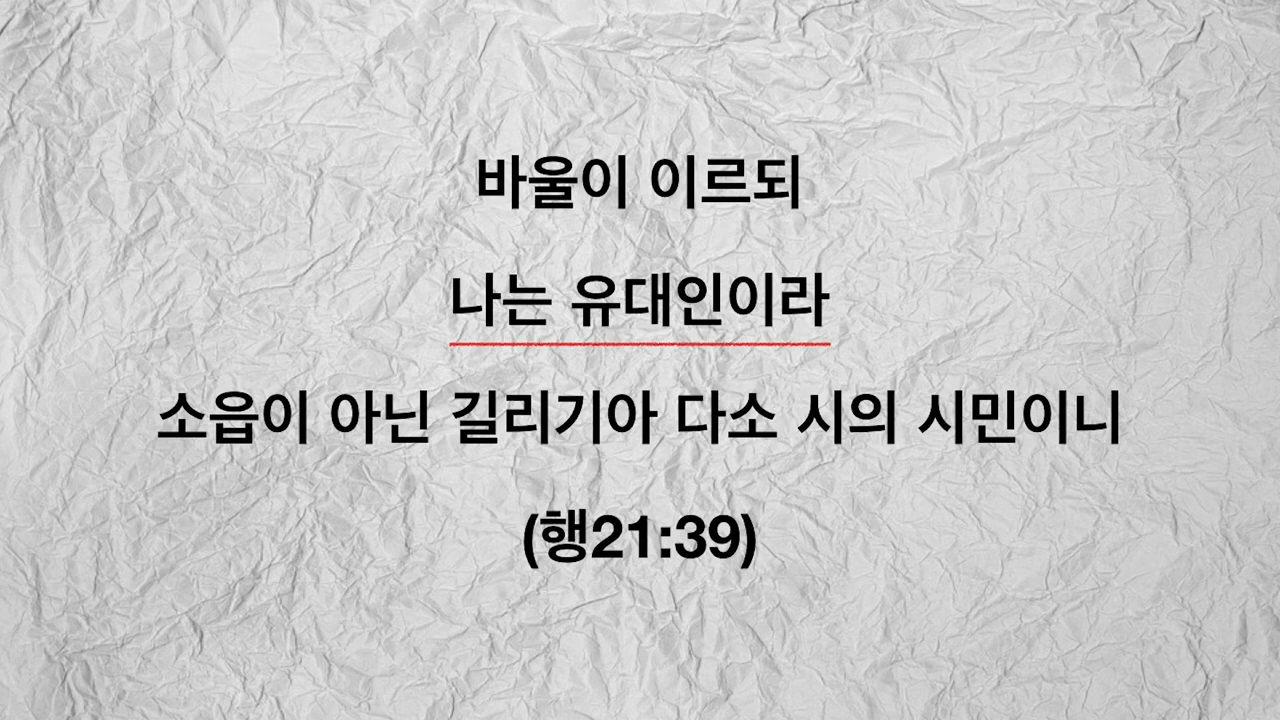 바울이 이르되
나는 유대인이라
소읍이 아닌 길리기아 다소 시의 시민이니
(행21:39)